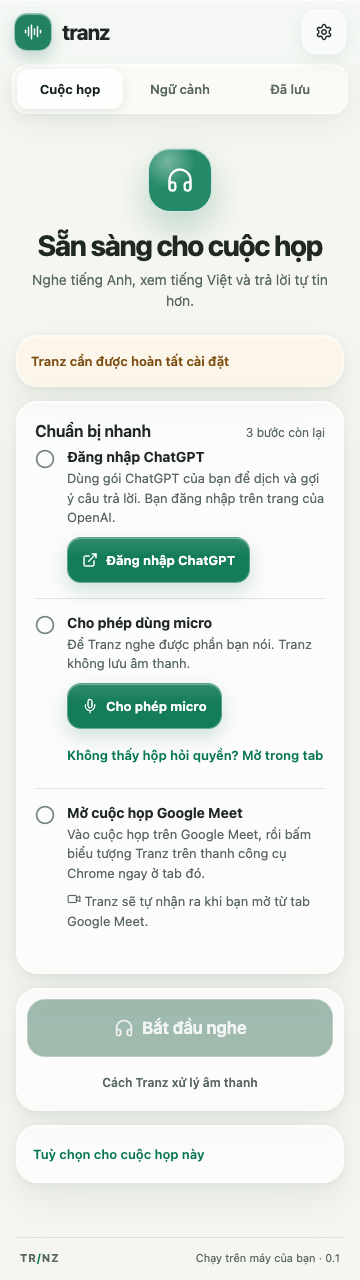 tranz
Cuộc họp
Ngữ cảnh
Đã lưu
Sẵn sàng cho cuộc họp
Nghe tiếng Anh, xem tiếng Việt và trả lời tự tin
hơn.
Tranz cần được hoàn tất cài đặt
Chuẩn bị nhanh
3 bước còn lại
Đăng nhập ChatGPT
Dùng gói ChatGPT của bạn để dịch và gợi
ý câu trả lời. Bạn đăng nhập trên trang của
OpenAI.
Đăng nhập ChatGPT
Cho phép dùng micro
Để Tranz nghe được phần bạn nói. Tranz
không lưu âm thanh.
Cho phép micro
Không thấy hộp hỏi quyền? Mở trong tab
Mở cuộc họp Google Meet
Vào cuộc họp trên Google Meet, rồi bấm
biểu tượng Tranz trên thanh công cụ
Chrome ngay ở tab đó.
Tranz sẽ tự nhận ra khi bạn mở từ tab
Google Meet.
Bắt đầu nghe
Cách Tranz xử lý âm thanh
Tuỳ chọn cho cuộc họp này
TR/NZ
Chạy trên máy của bạn · 0.1